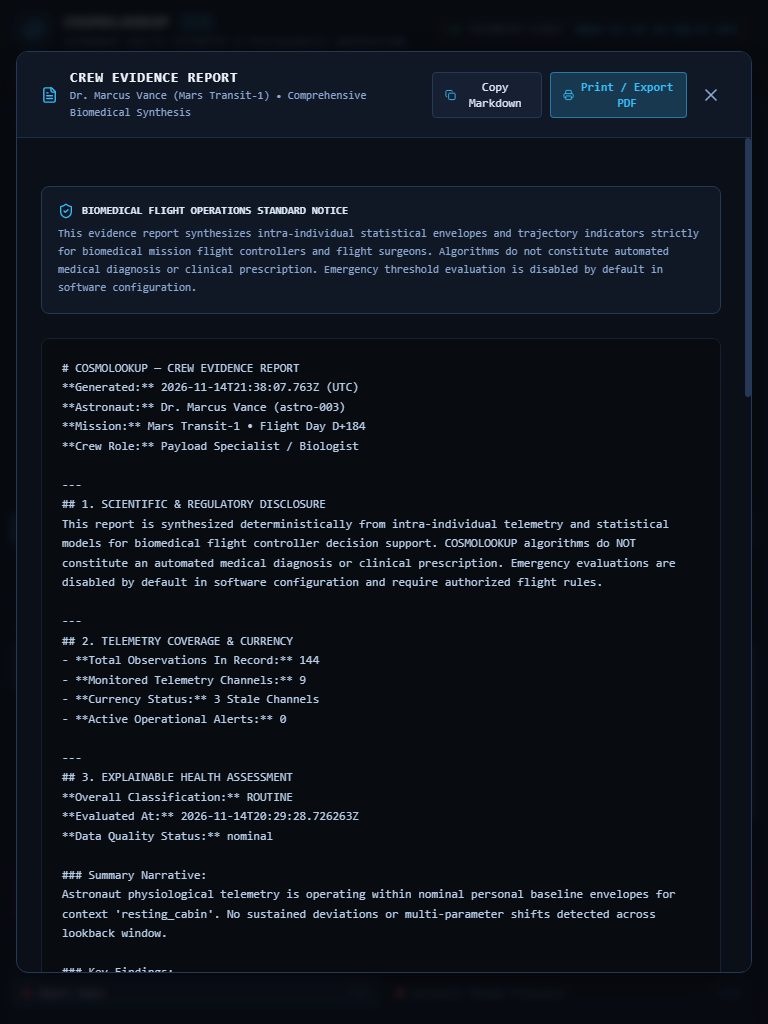 CREW EVIDENCE REPORT
Dr. Marcus Vance (Mars Transit-1) • Comprehensive
Biomedical Synthesis
Copy
Markdown
Print / Export
PDF
BIOMEDICAL FLIGHT OPERATIONS STANDARD NOTICE
This evidence report synthesizes intra-individual statistical envelopes and trajectory indicators strictly
for biomedical mission flight controllers and flight surgeons. Algorithms do not constitute automated
medical diagnosis or clinical prescription. Emergency threshold evaluation is disabled by default in
software configuration.
# COSMOLOOKUP — CREW EVIDENCE REPORT
**Generated:** 2026-11-14T21:38:07.763Z (UTC)
**Astronaut:** Dr. Marcus Vance (astro-003)
**Mission:** Mars Transit-1 • Flight Day D+184
**Crew Role:** Payload Specialist / Biologist
---
## 1. SCIENTIFIC & REGULATORY DISCLOSURE
This report is synthesized deterministically from intra-individual telemetry and statistical
models for biomedical flight controller decision support. COSMOLOOKUP algorithms do NOT
constitute an automated medical diagnosis or clinical prescription. Emergency evaluations are
disabled by default in software configuration and require authorized flight rules.
---
## 2. TELEMETRY COVERAGE & CURRENCY
- **Total Observations In Record:** 144
- **Monitored Telemetry Channels:** 9
- **Currency Status:** 3 Stale Channels
- **Active Operational Alerts:** 0
---
## 3. EXPLAINABLE HEALTH ASSESSMENT
**Overall Classification:** ROUTINE
**Evaluated At:** 2026-11-14T20:29:28.726263Z
**Data Quality Status:** nominal
### Summary Narrative:
Astronaut physiological telemetry is operating within nominal personal baseline envelopes for
context 'resting_cabin'. No sustained deviations or multi-parameter shifts detected across
lookback window.
### Key Findings: